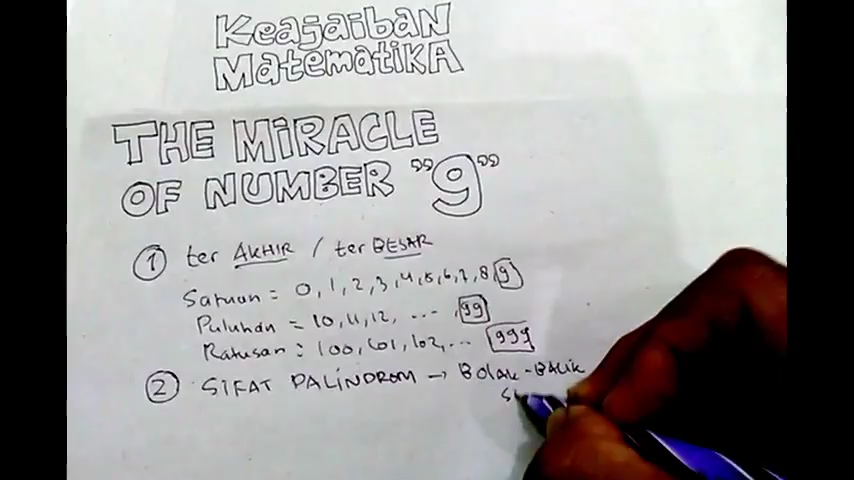 Keajaiban
MatematiKA
THE MiRACLE
OF NUMBER "9"
1 ter AKHIR / ter BESAR
Satuan = 0, 1, 2, 3, 4, 5, 6, 7, 8, 9
Puluhan = 10, 11, 12, ... , 99
Ratusan = 100, 101, 102, ... 999
2 SIFAT PALINDROM → BOLAK-BALIK